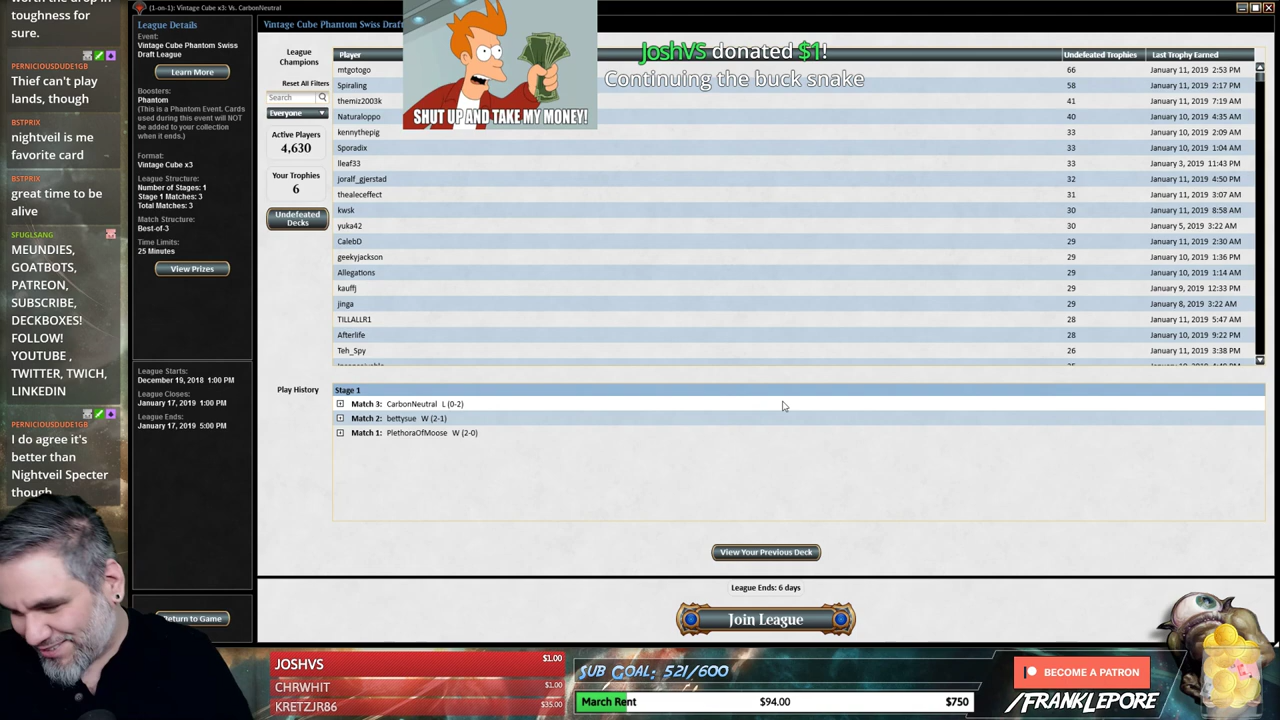 worth the drop in
toughness for
sure.
PERNICIOUSDUDE1GB
Thief can't play
lands, though
BSTPRIX
nightveil is me
favorite card
BSTPRIX
great time to be
alive
SFUGLSANG
MEUNDIES,
GOATBOTS,
PATREON,
SUBSCRIBE,
DECKBOXES!
FOLLOW!
YOUTUBE ,
TWITTER, TWICH,
LINKEDIN
PERNICIOUSDUDE1GB
I do agree it's
better than
Nightveil Specter
though
(1-on-1): Vintage Cube x3: Vs. CarbonNeutral
League Details
Event:
Vintage Cube Phantom Swiss
Draft League
Learn More
Boosters:
Phantom
(This is a Phantom Event. Cards
used during this event will NOT
be added to your collection
when it ends.)
Format:
Vintage Cube x3
League Structure:
Number of Stages: 1
Stage 1 Matches: 3
Total Matches: 3
Match Structure:
Best-of-3
Time Limits:
25 Minutes
View Prizes
League Starts:
December 19, 2018 1:00 PM
League Closes:
January 17, 2019 1:00 PM
League Ends:
January 17, 2019 5:00 PM
Return to Game
Vintage Cube Phantom Swiss Draft
SHUT UP AND TAKE MY MONEY!
JoshVS donated $1!
Continuing the buck snake
League
Champions
Reset All Filters
Search
Everyone
Active Players
4,630
Your Trophies
6
Undefeated
Decks
Player Undefeated Trophies Last Trophy Earned
mtgotogo 66 January 11, 2019 2:53 PM
Spiraling 58 January 11, 2019 2:17 PM
themiz2003k 41 January 11, 2019 7:19 AM
Naturaloppo 40 January 10, 2019 4:35 AM
kennythepig 33 January 10, 2019 2:09 AM
Sporadix 33 January 10, 2019 1:04 AM
lleaf33 33 January 3, 2019 11:43 PM
joralf_gjerstad 32 January 11, 2019 4:50 PM
thealeceffect 31 January 11, 2019 3:07 AM
kwsk 30 January 11, 2019 8:58 AM
yuka42 30 January 5, 2019 3:22 AM
CalebD 29 January 11, 2019 2:30 AM
geekyjackson 29 January 10, 2019 1:36 PM
Allegations 29 January 10, 2019 1:14 AM
kauffj 29 January 9, 2019 12:33 PM
jinga 29 January 8, 2019 3:22 AM
TILLALLR1 28 January 11, 2019 5:47 AM
Afterlife 28 January 10, 2019 9:22 PM
Teh_Spy 26 January 11, 2019 3:38 PM
Play History
Stage 1
Match 3: CarbonNeutral L (0-2)
Match 2: bettysue W (2-1)
Match 1: PlethoraOfMoose W (2-0)
View Your Previous Deck
League Ends: 6 days
Join League
JOSHVS $1.00
CHRWHIT $1.00
KRETZJR86 $35.00
SUB GOAL: 521/600
March Rent $94.00 $750
BECOME A PATRON
/FRANKLEPORE